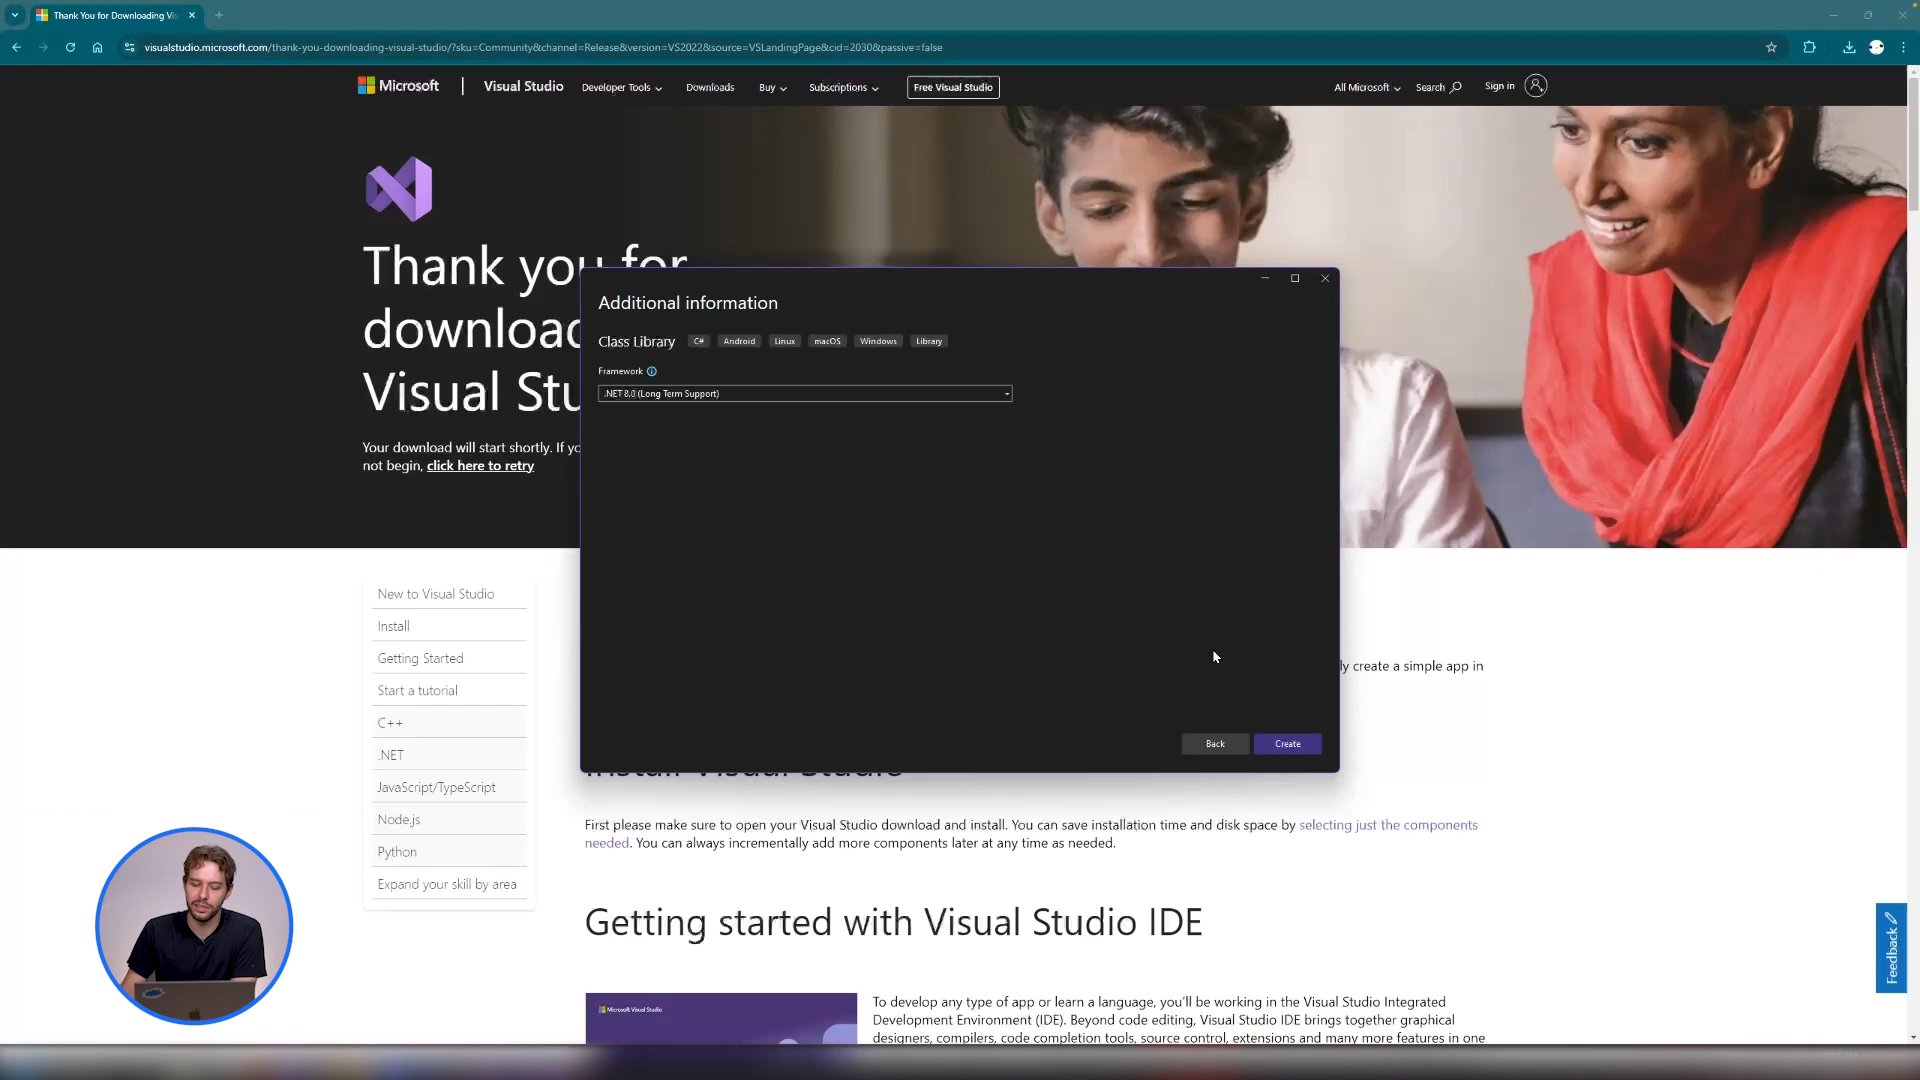 Thank You for Downloading Vis
visualstudio.microsoft.com/thank-you-downloading-visual-studio/?sku=Community&channel=Release&version=VS2022&source=VSLandingPage&cid=2030&passive=false
Microsoft
Visual Studio
Developer Tools
Downloads
Buy
Subscriptions
Free Visual Studio
All Microsoft
Search
Sign in
Thank you for
download
Visual Stu
Your download will start shortly. If yo
not begin, click here to retry
Additional information
Class Library
C#
Android
Linux
macOS
Windows
Library
Framework
.NET 8.0 (Long Term Support)
Back
Create
New to Visual Studio
Install
Getting Started
Start a tutorial
C++
.NET
JavaScript/TypeScript
Node.js
Python
Expand your skill by area
ly create a simple app in
Install Visual Studio
First please make sure to open your Visual Studio download and install. You can save installation time and disk space by selecting just the components
needed. You can always incrementally add more components later at any time as needed.
Getting started with Visual Studio IDE
Microsoft Visual Studio
To develop any type of app or learn a language, you'll be working in the Visual Studio Integrated
Development Environment (IDE). Beyond code editing, Visual Studio IDE brings together graphical
designers, compilers, code completion tools, source control, extensions and many more features in one
Feedback